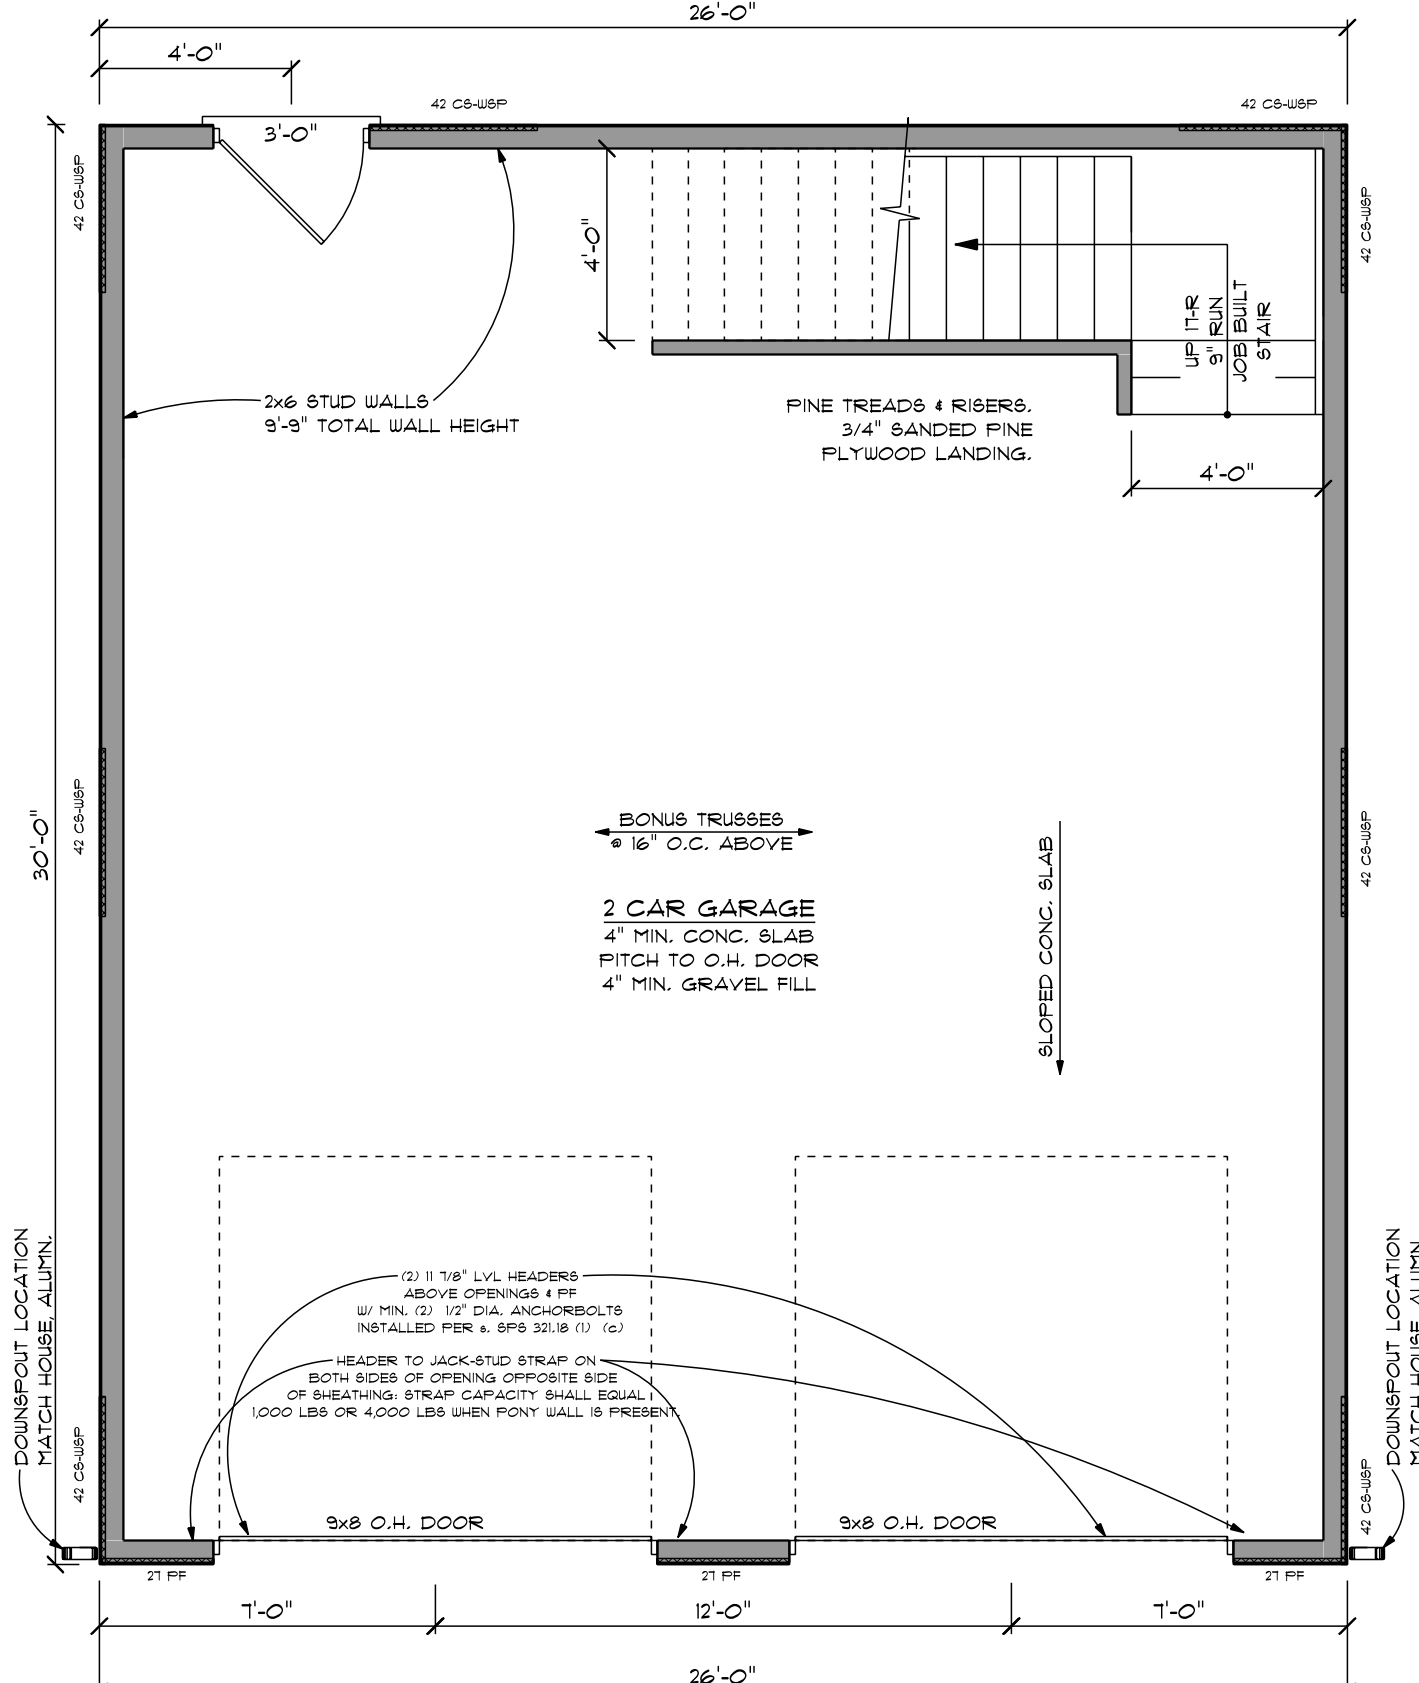 26'-0"
4'-0"
42 CS-WSP
42 CS-WSP
3'-0"
42 CS-WSP
42 CS-WSP
4'-0"
UP 17-R
9" RUN
JOB BUILT
STAIR
2x6 STUD WALLS
9'-9" TOTAL WALL HEIGHT
PINE TREADS & RISERS.
3/4" SANDED PINE
PLYWOOD LANDING.
4'-0"
30'-0"
42 CS-WSP
42 CS-WSP
BONUS TRUSSES
@ 16" O.C. ABOVE
2 CAR GARAGE
4" MIN. CONC. SLAB
PITCH TO O.H. DOOR
4" MIN. GRAVEL FILL
SLOPED CONC. SLAB
DOWNSPOUT LOCATION
MATCH HOUSE, ALUMN.
(2) 11 7/8" LVL HEADERS
ABOVE OPENINGS & PF
W/ MIN. (2) 1/2" DIA. ANCHORBOLTS
INSTALLED PER s. SPS 321.18 (1) (c)
HEADER TO JACK-STUD STRAP ON
BOTH SIDES OF OPENING OPPOSITE SIDE
OF SHEATHING: STRAP CAPACITY SHALL EQUAL
1,000 LBS OR 4,000 LBS WHEN PONY WALL IS PRESENT.
DOWNSPOUT LOCATION
MATCH HOUSE, ALUMN
42 CS-WSP
42 CS-WSP
9x8 O.H. DOOR
9x8 O.H. DOOR
27 PF
27 PF
27 PF
7'-0"
12'-0"
7'-0"
26'-0"